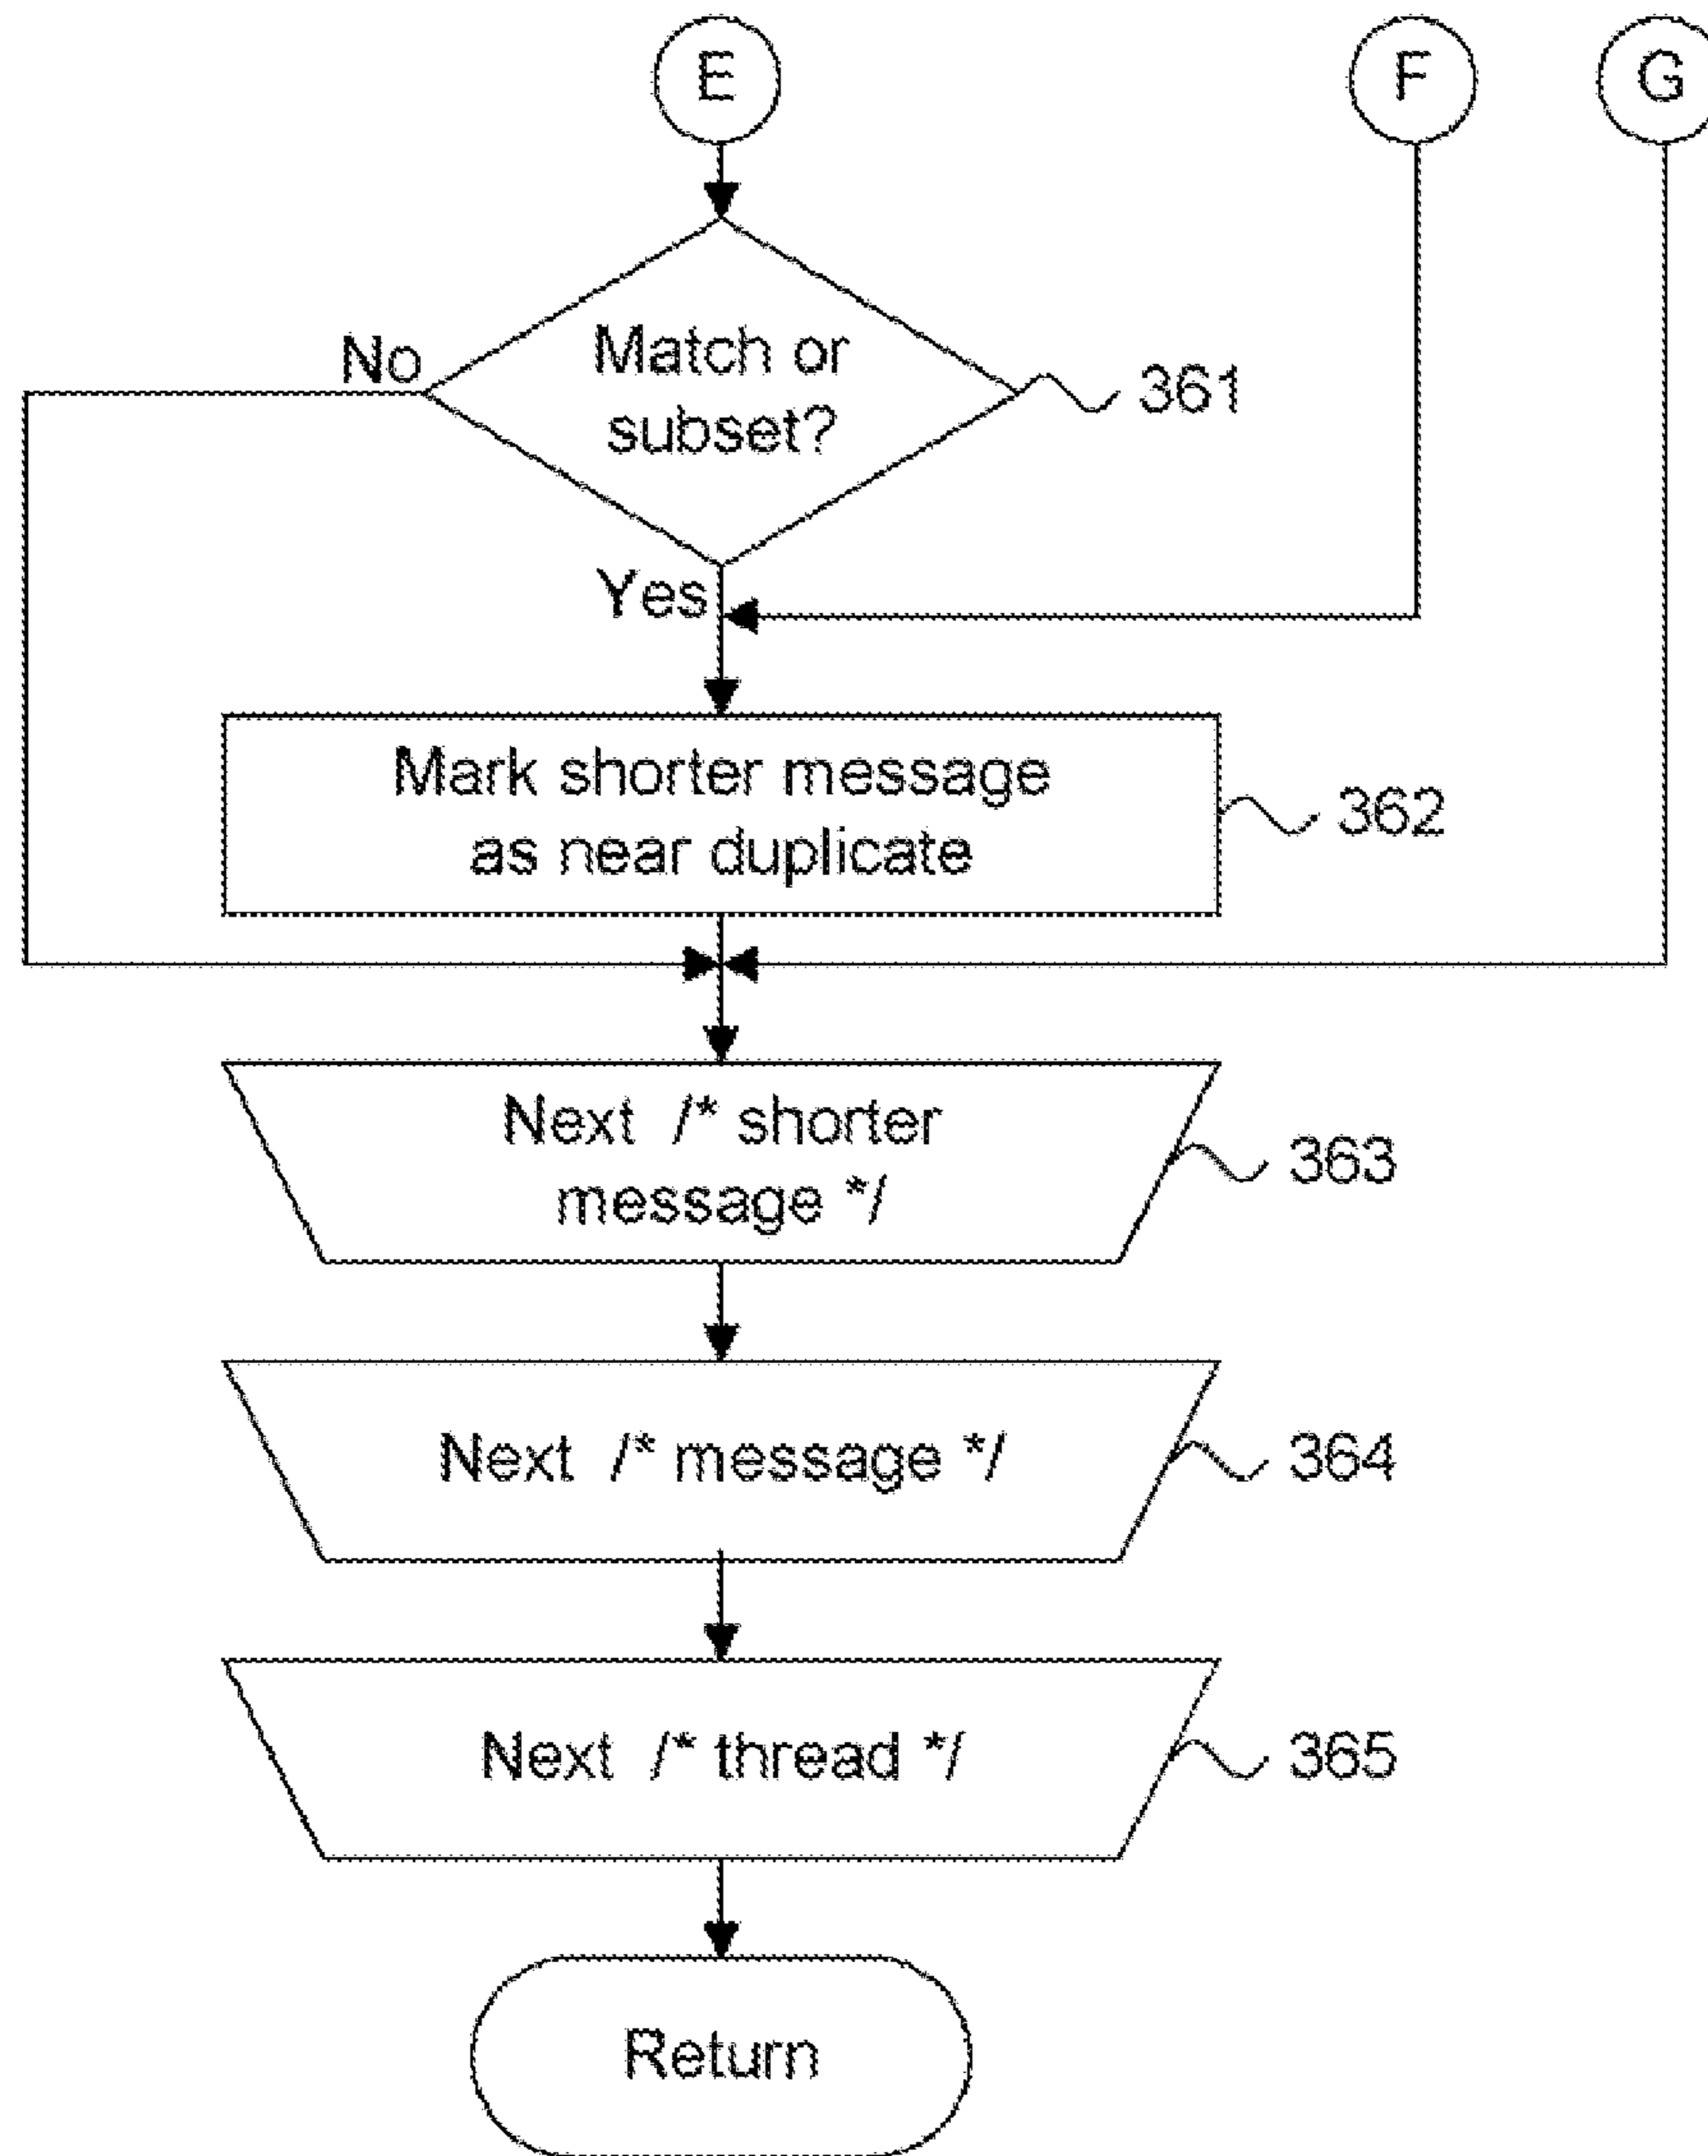 E F G
No
Match or
subset?
361
Yes
Mark shorter message
as near duplicate
362
Next /* shorter
message */
363
Next /* message */
364
Next /* thread */
365
Return